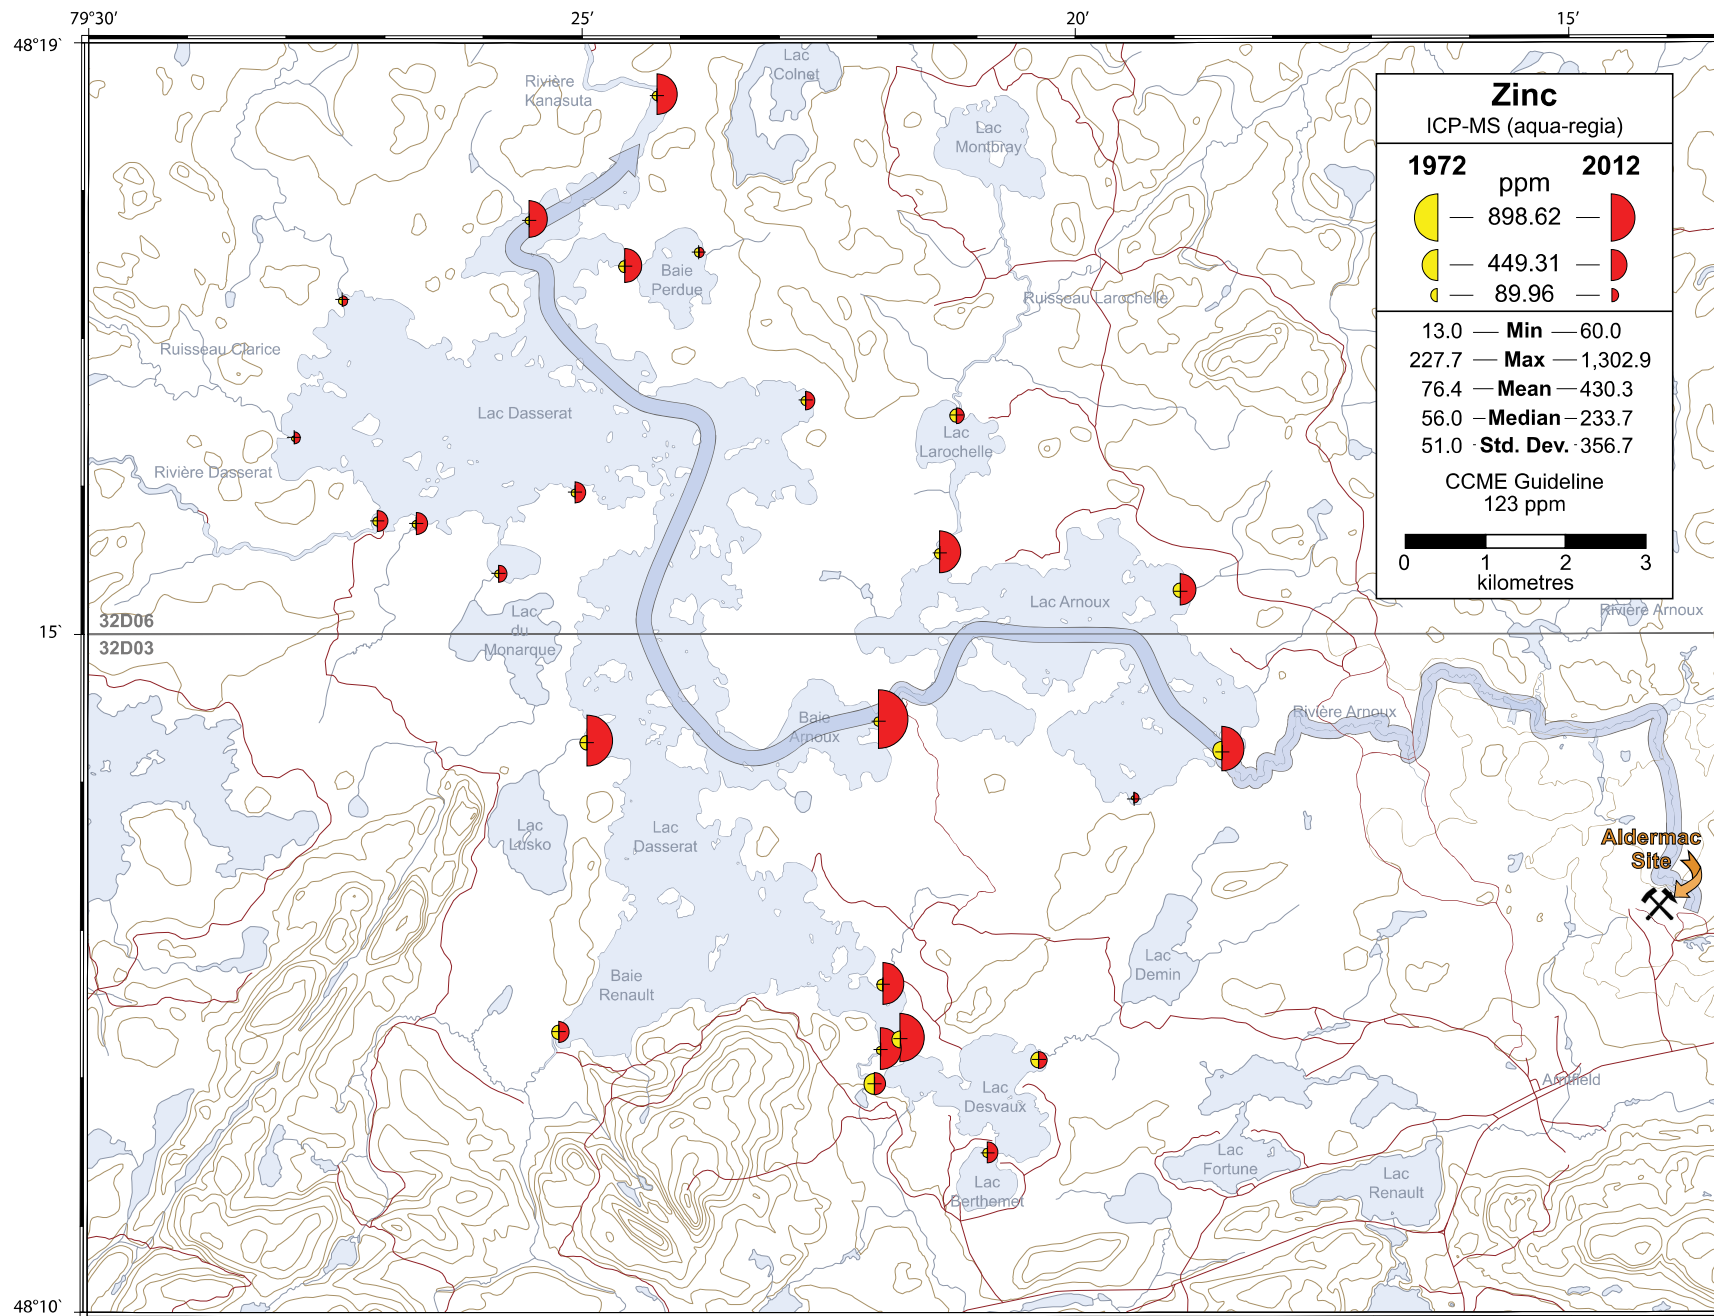 79°30′
25′
20′
15′
48°19`
Rivière
Kanasuta
Lac
Colnet
Lac
Montbray
Zinc
ICP-MS (aqua-regia)
1972
2012
ppm
898.62
449.31
89.96
13.0 Min 60.0
227.7 Max 1,302.9
76.4 Mean 430.3
56.0 Median 233.7
51.0 Std. Dev. 356.7
CCME Guideline
123 ppm
0 1 2 3
kilometres
Baie
Perdue
Ruisseau Larochelle
Ruisseau Clarice
Lac Dasserat
Lac
Larochelle
Rivière Dasserat
Lac Arnoux
Rivière Arnoux
32D06
15`
32D03
Lac
du
Monarque
Baie
Arnoux
Rivière Arnoux
Lac
Lusko
Lac
Dasserat
Aldermac
Site
Lac
Demin
Baie
Renault
Lac
Desvaux
Arntfield
Lac
Fortune
Lac
Renault
Lac
Berthemet
48°10`